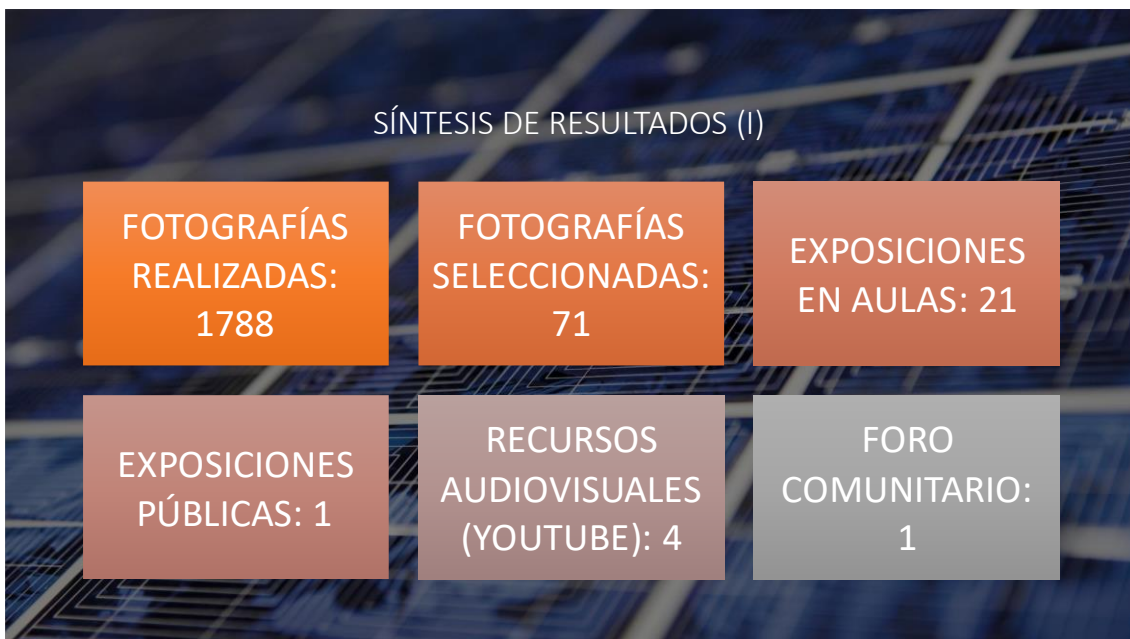 SÍNTESIS DE RESULTADOS (I)
FOTOGRAFÍAS
REALIZADAS:
1788
FOTOGRAFÍAS
SELECCIONADAS:
71
EXPOSICIONES
EN AULAS: 21
EXPOSICIONES
PÚBLICAS: 1
RECURSOS
AUDIOVISUALES
(YOUTUBE): 4
FORO
COMUNITARIO:
1